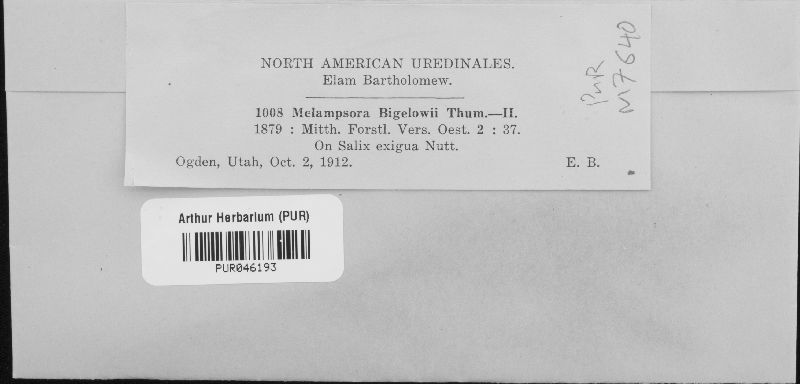 NORTH AMERICAN UREDINALES.
Elam Bartholomew.
1008 Melampsora Bigelowii Thum.—II.
1879 : Mitth. Forstl. Vers. Oest. 2 : 37.
On Salix exigua Nutt.
Ogden, Utah, Oct. 2, 1912. E. B.
PUR
M7640
Arthur Herbarium (PUR)
PUR046193